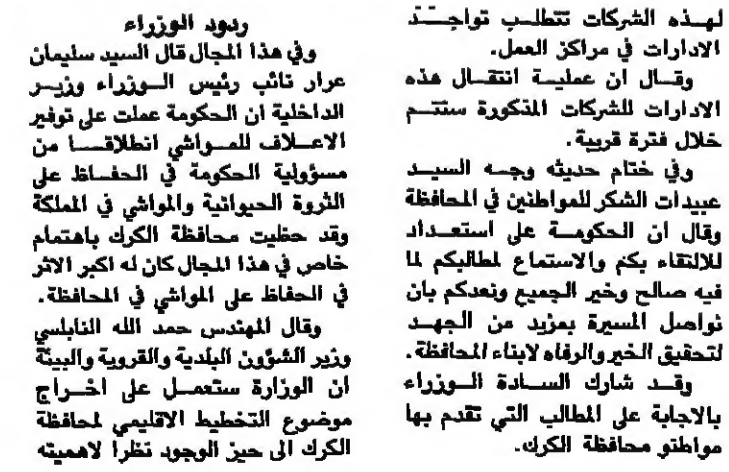 لهذه الشركات تتطلب تواجد
الادارات في مراكز العمل.
وقال ان عملية انتقال هذه
الادارات للشركات المذكورة ستتم
خلال فترة قريبة.
وفي ختام حديثه وجه السيد
عبيدات الشكر للمواطنين في المحافظة
وقال ان الحكومة على استعداد
للالتقاء بكم والاستماع لمطالبكم لما
فيه صالح وخير الجميع ونعدكم بان
نواصل المسيرة بمزيد من الجهد
لتحقيق الخير والرفاه لابناء المحافظة.
وقد شارك السادة الوزراء
بالاجابة على المطالب التي تقدم بها
مواطنو محافظة الكرك.
ردود الوزراء
وفي هذا المجال قال السيد سليمان
عرار نائب رئيس الوزراء وزير
الداخلية ان الحكومة عملت على توفير
الاعلاف للمواشي انطلاقا من
مسؤولية الحكومة في الحفاظ على
الثروة الحيوانية والمواشي في المملكة
وقد حظيت محافظة الكرك باهتمام
خاص في هذا المجال كان له اكبر الاثر
في الحفاظ على المواشي في المحافظة.
وقال المهندس حمد الله النابلسي
وزير الشؤون البلدية والقروية والبيئة
ان الوزارة ستعمل على اخراج
موضوع التخطيط الاقليمي لمحافظة
الكرك الى حيز الوجود نظرا لاهميته